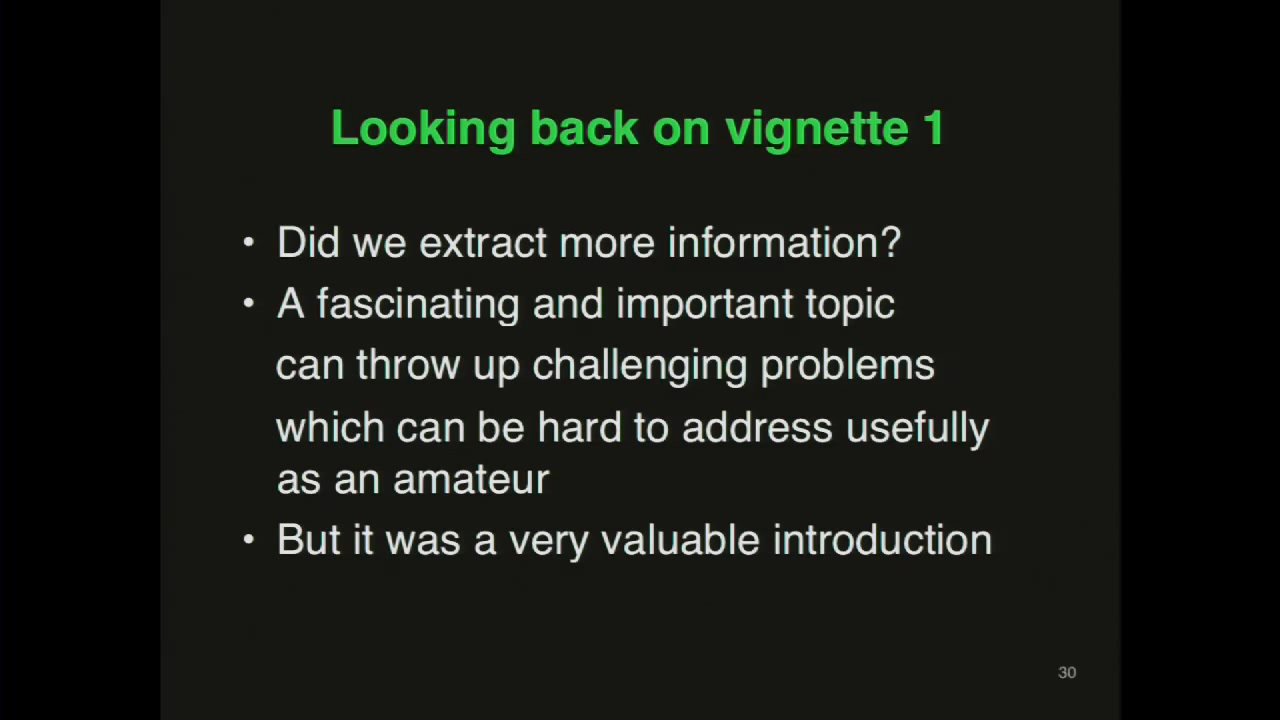 Looking back on vignette 1
• Did we extract more information?
• A fascinating and important topic
can throw up challenging problems
which can be hard to address usefully
as an amateur
• But it was a very valuable introduction
30